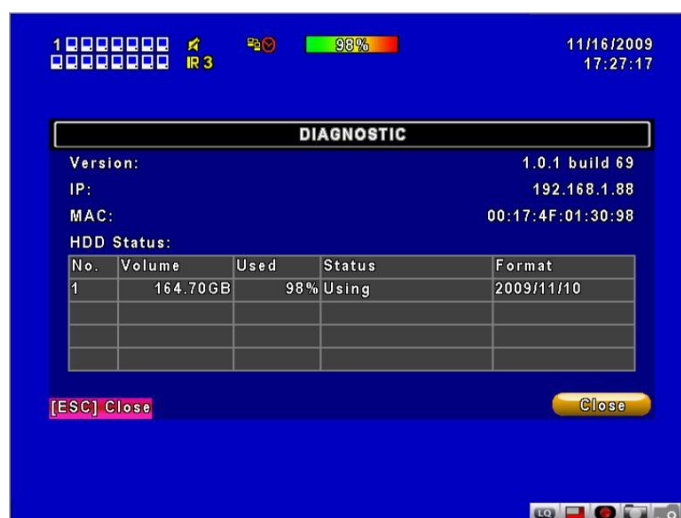 1 98% 11/16/2009
IR 3 17:27:17
DIAGNOSTIC
Version: 1.0.1 build 69
IP: 192.168.1.88
MAC: 00:17:4F:01:30:98
HDD Status:
No. Volume Used Status Format
1 164.70GB 98% Using 2009/11/10
[ESC] Close Close
LQ